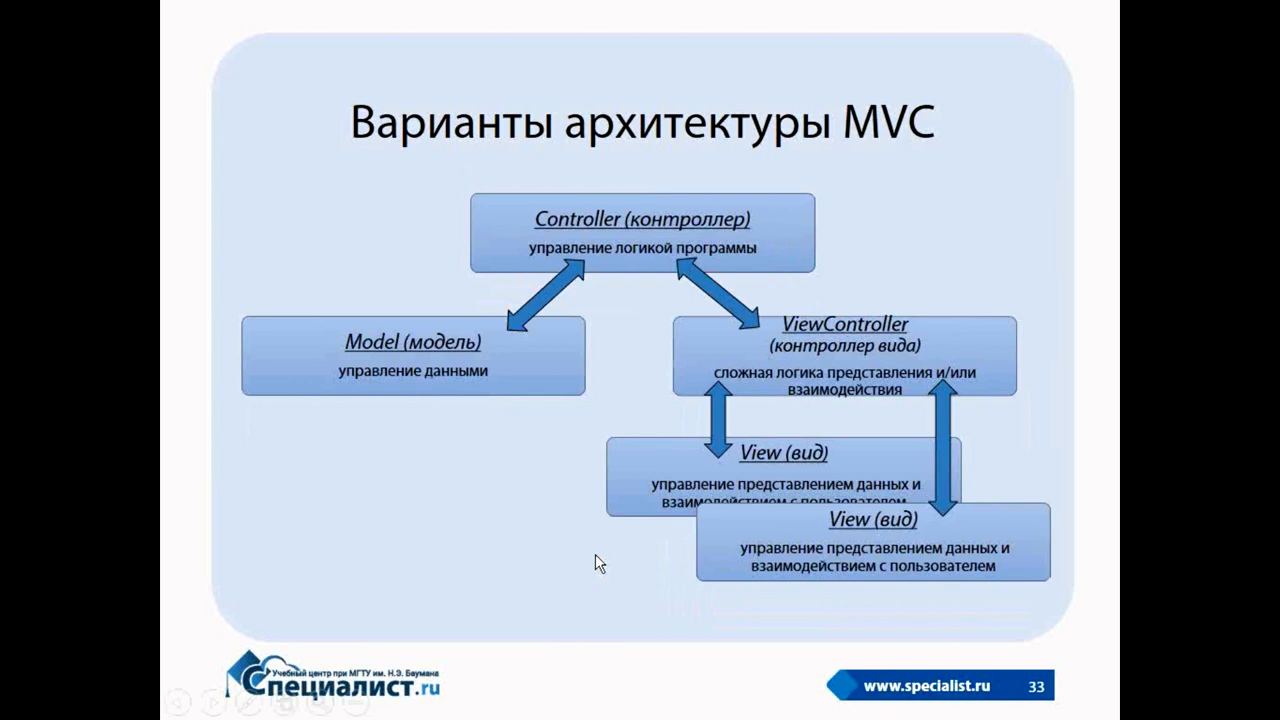 Варианты архитектуры MVC
Controller (контроллер)
управление логикой программы
Model (модель)
управление данными
ViewController
(контроллер вида)
сложная логика представления и/или
взаимодействия
View (вид)
управление представлением данных и
взаимодействием с пользователем
View (вид)
управление представлением данных и
взаимодействием с пользователем
Учебный центр при МГТУ им. Н.Э. Баумана
Специалист.ru
www.specialist.ru
33